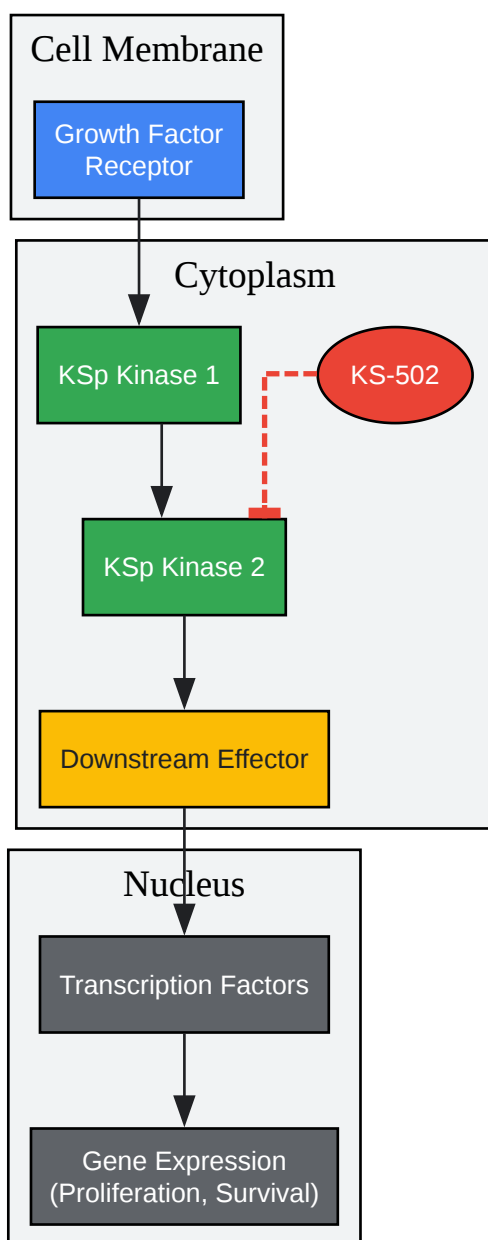 Cell Membrane
Growth Factor
Receptor
Cytoplasm
KSp Kinase 1
KS-502
KSp Kinase 2
Downstream Effector
Nucleus
Transcription Factors
Gene Expression
(Proliferation, Survival)